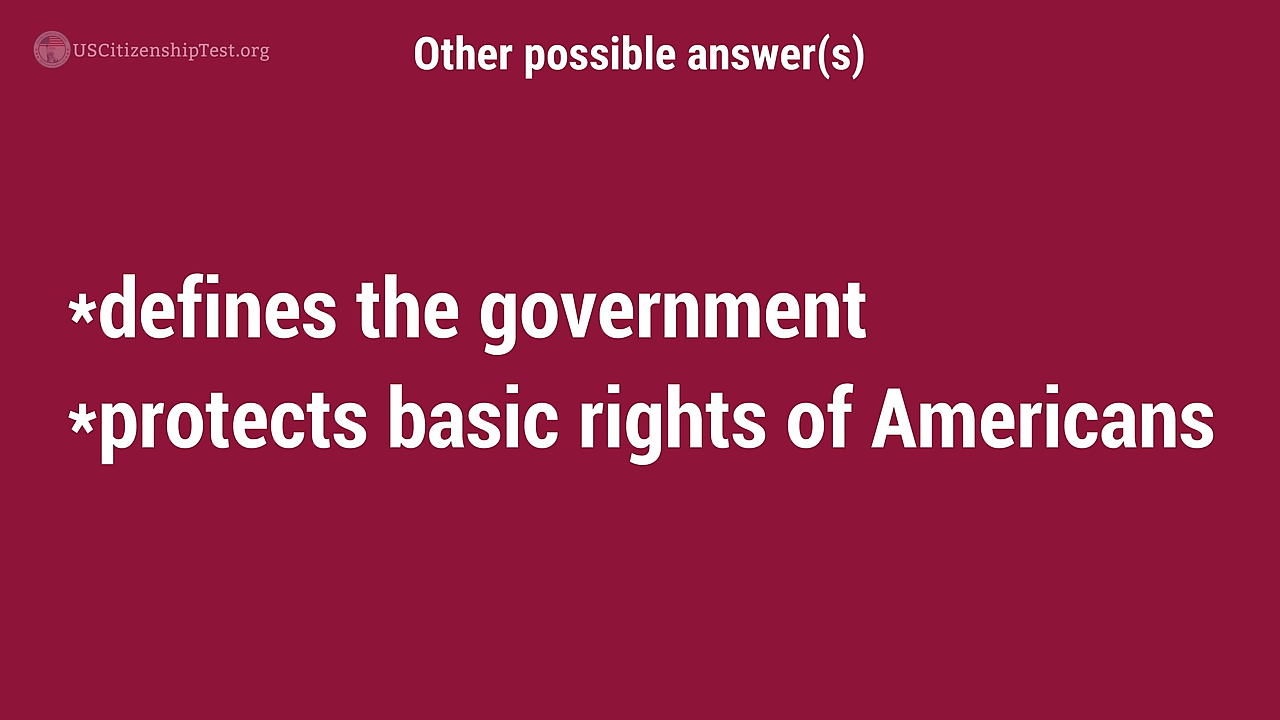 USCitizenshipTest.org
Other possible answer(s)
*defines the government
*protects basic rights of Americans